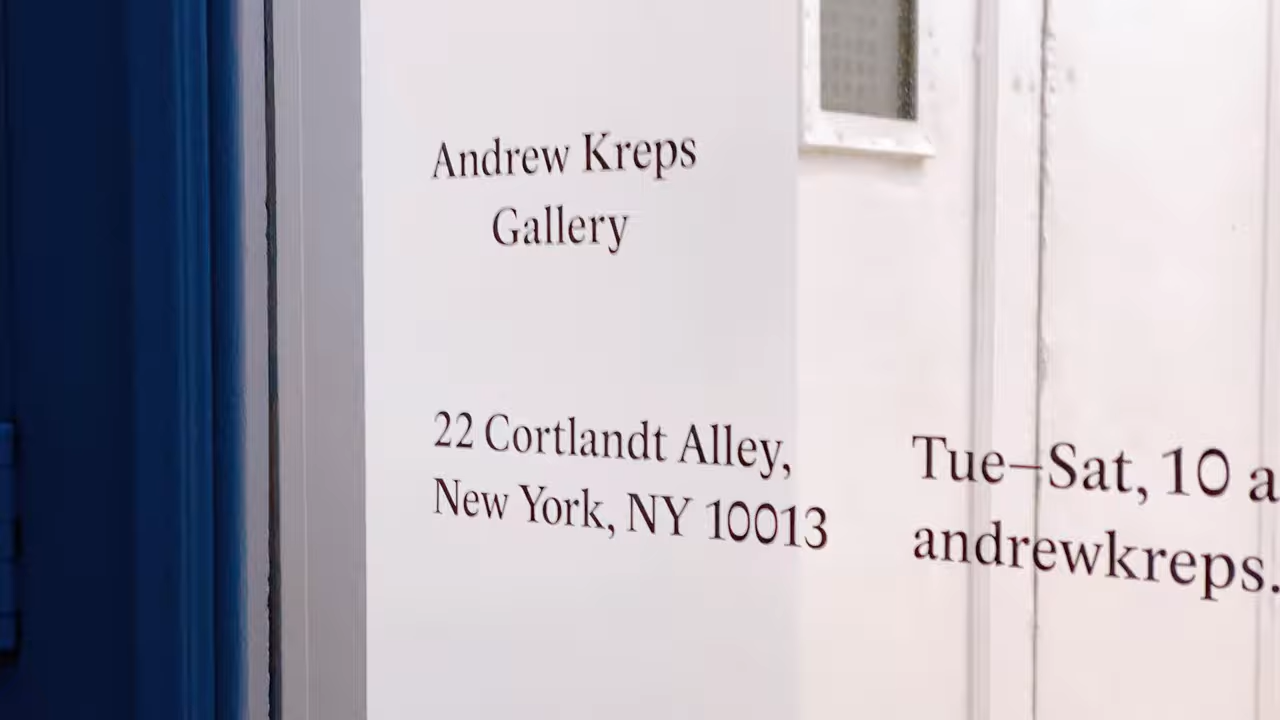 Andrew Kreps
Gallery
22 Cortlandt Alley,
New York, NY 10013
Tue–Sat, 10 a
andrewkreps.